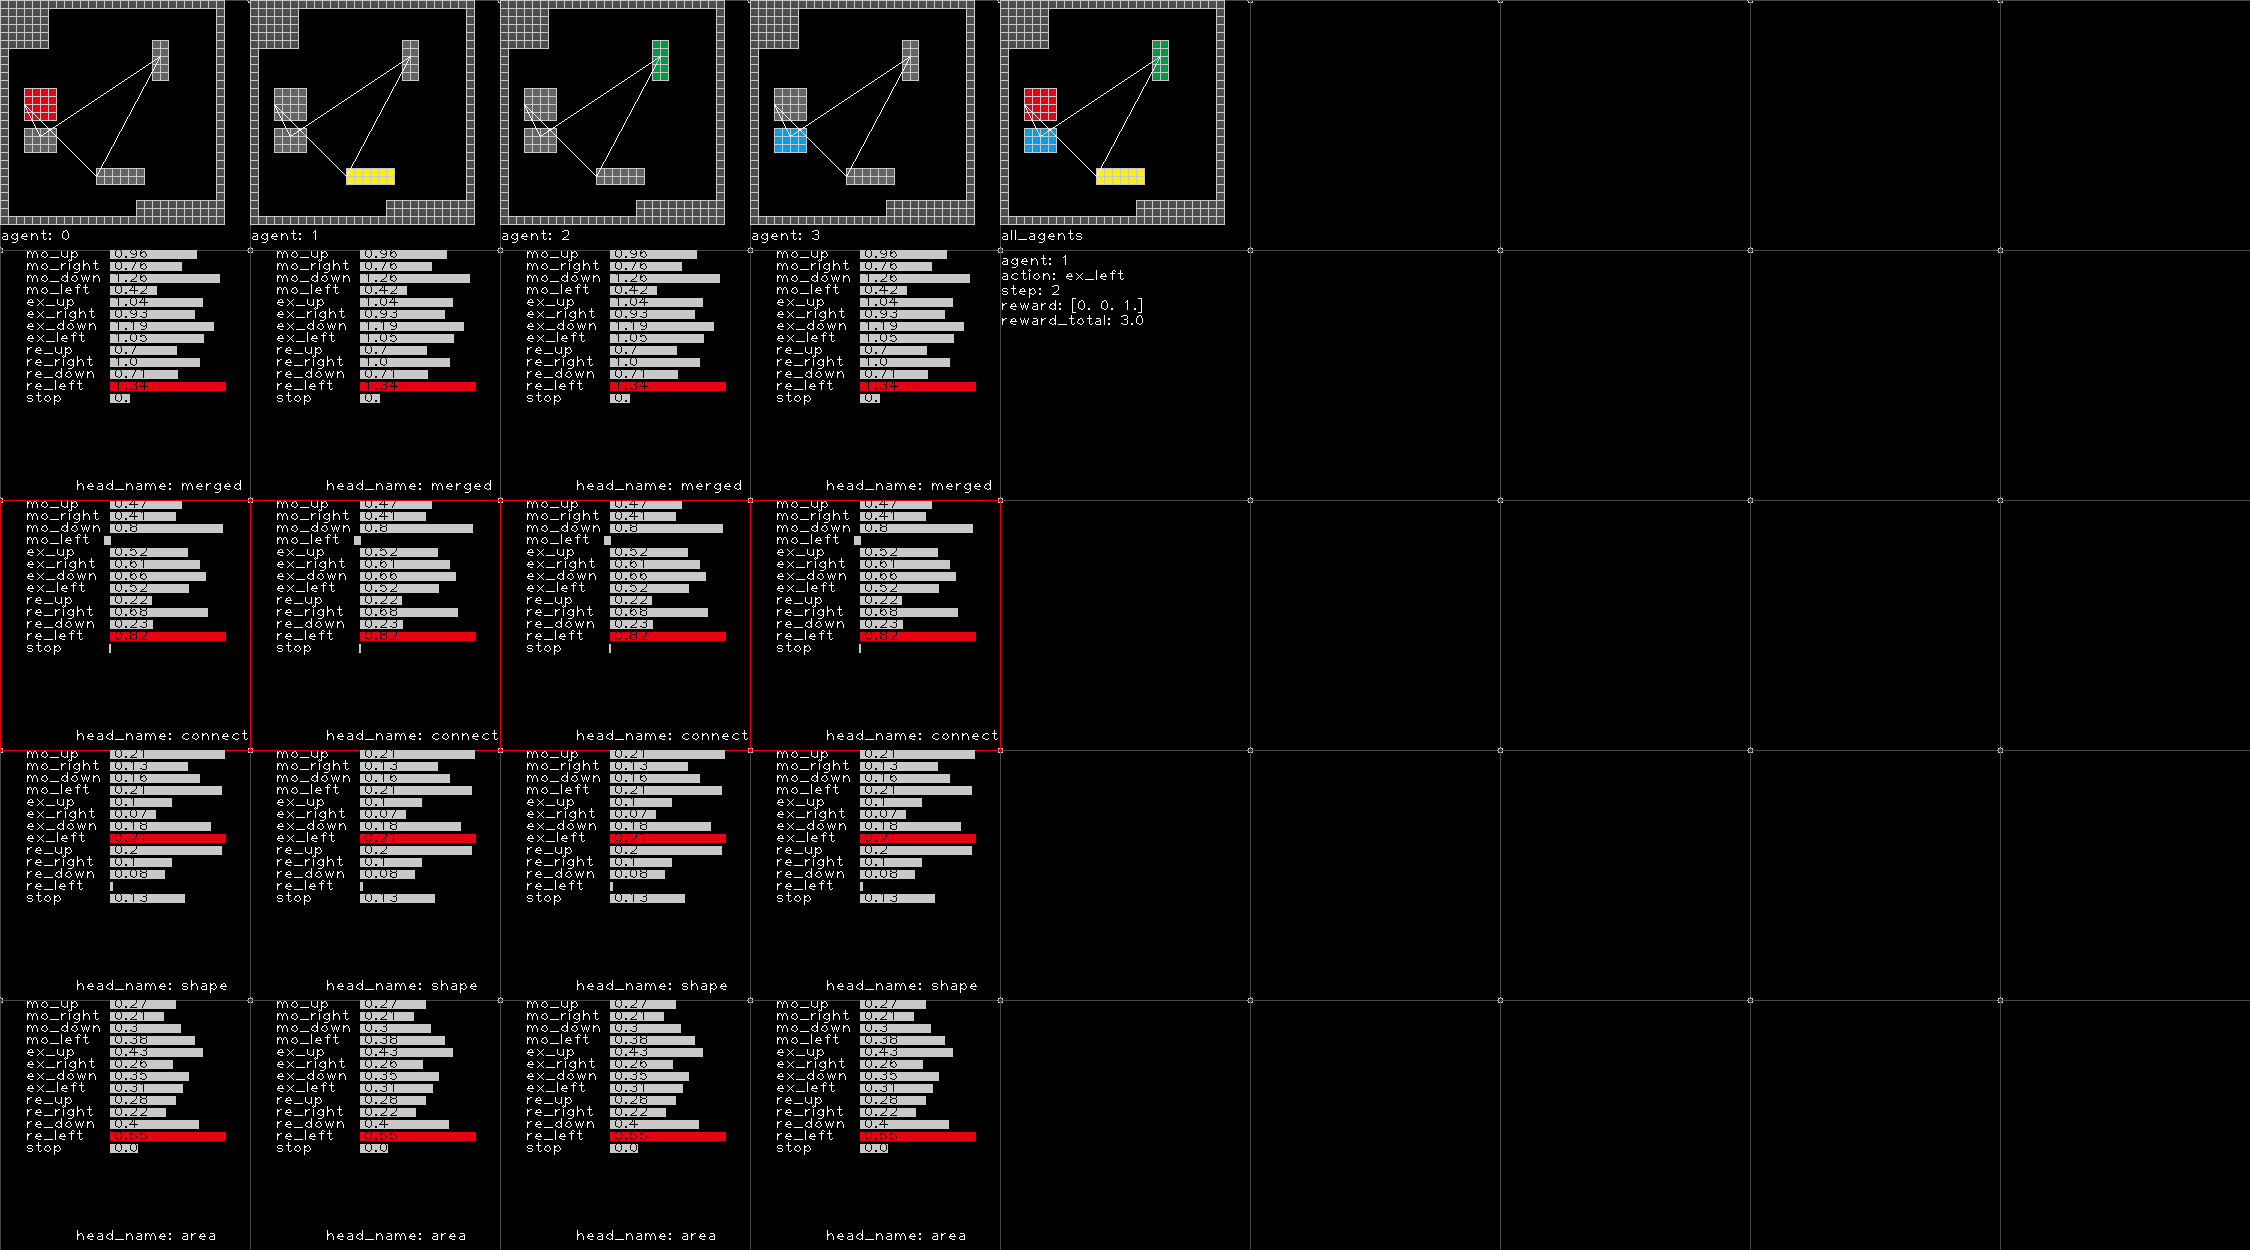 agent: 0 agent: 1 agent: 2 agent: 3 all_agents
mo_up 0.96 mo_up 0.96 mo_up 0.96 mo_up 0.96
agent: 1
mo_right 0.76 mo_right 0.76 mo_right 0.76 mo_right 0.76
action: ex_left
mo_down 1.26 mo_down 1.26 mo_down 1.26 mo_down 1.26
mo_left 0.42 mo_left 0.42 mo_left 0.42 mo_left 0.42
step: 2
ex_up 1.04 ex_up 1.04 ex_up 1.04 ex_up 1.04
reward: [0. 0. 1.]
ex_right 0.93 ex_right 0.93 ex_right 0.93 ex_right 0.93
reward_total: 3.0
ex_down 1.19 ex_down 1.19 ex_down 1.19 ex_down 1.19
ex_left 1.05 ex_left 1.05 ex_left 1.05 ex_left 1.05
re_up 0.7 re_up 0.7 re_up 0.7 re_up 0.7
re_right 1.0 re_right 1.0 re_right 1.0 re_right 1.0
re_down 0.71 re_down 0.71 re_down 0.71 re_down 0.71
re_left 1.34 re_left 1.34 re_left 1.34 re_left 1.34
stop 0. stop 0. stop 0. stop 0.
head_name: merged head_name: merged head_name: merged head_name: merged
mo_up 0.47 mo_up 0.47 mo_up 0.47 mo_up 0.47
mo_right 0.41 mo_right 0.41 mo_right 0.41 mo_right 0.41
mo_down 0.8 mo_down 0.8 mo_down 0.8 mo_down 0.8
mo_left mo_left mo_left mo_left
ex_up 0.52 ex_up 0.52 ex_up 0.52 ex_up 0.52
ex_right 0.61 ex_right 0.61 ex_right 0.61 ex_right 0.61
ex_down 0.66 ex_down 0.66 ex_down 0.66 ex_down 0.66
ex_left 0.52 ex_left 0.52 ex_left 0.52 ex_left 0.52
re_up 0.22 re_up 0.22 re_up 0.22 re_up 0.22
re_right 0.68 re_right 0.68 re_right 0.68 re_right 0.68
re_down 0.23 re_down 0.23 re_down 0.23 re_down 0.23
re_left 0.82 re_left 0.82 re_left 0.82 re_left 0.82
stop stop stop stop
head_name: connect head_name: connect head_name: connect head_name: connect
mo_up 0.21 mo_up 0.21 mo_up 0.21 mo_up 0.21
mo_right 0.13 mo_right 0.13 mo_right 0.13 mo_right 0.13
mo_down 0.16 mo_down 0.16 mo_down 0.16 mo_down 0.16
mo_left 0.21 mo_left 0.21 mo_left 0.21 mo_left 0.21
ex_up 0.1 ex_up 0.1 ex_up 0.1 ex_up 0.1
ex_right 0.07 ex_right 0.07 ex_right 0.07 ex_right 0.07
ex_down 0.18 ex_down 0.18 ex_down 0.18 ex_down 0.18
ex_left 0.21 ex_left 0.21 ex_left 0.21 ex_left 0.21
re_up 0.2 re_up 0.2 re_up 0.2 re_up 0.2
re_right 0.1 re_right 0.1 re_right 0.1 re_right 0.1
re_down 0.08 re_down 0.08 re_down 0.08 re_down 0.08
re_left re_left re_left re_left
stop 0.13 stop 0.13 stop 0.13 stop 0.13
head_name: shape head_name: shape head_name: shape head_name: shape
mo_up 0.27 mo_up 0.27 mo_up 0.27 mo_up 0.27
mo_right 0.21 mo_right 0.21 mo_right 0.21 mo_right 0.21
mo_down 0.3 mo_down 0.3 mo_down 0.3 mo_down 0.3
mo_left 0.38 mo_left 0.38 mo_left 0.38 mo_left 0.38
ex_up 0.43 ex_up 0.43 ex_up 0.43 ex_up 0.43
ex_right 0.26 ex_right 0.26 ex_right 0.26 ex_right 0.26
ex_down 0.35 ex_down 0.35 ex_down 0.35 ex_down 0.35
ex_left 0.31 ex_left 0.31 ex_left 0.31 ex_left 0.31
re_up 0.28 re_up 0.28 re_up 0.28 re_up 0.28
re_right 0.22 re_right 0.22 re_right 0.22 re_right 0.22
re_down 0.4 re_down 0.4 re_down 0.4 re_down 0.4
re_left re_left re_left re_left
stop 0.0 stop 0.0 stop 0.0 stop 0.0
head_name: area head_name: area head_name: area head_name: area